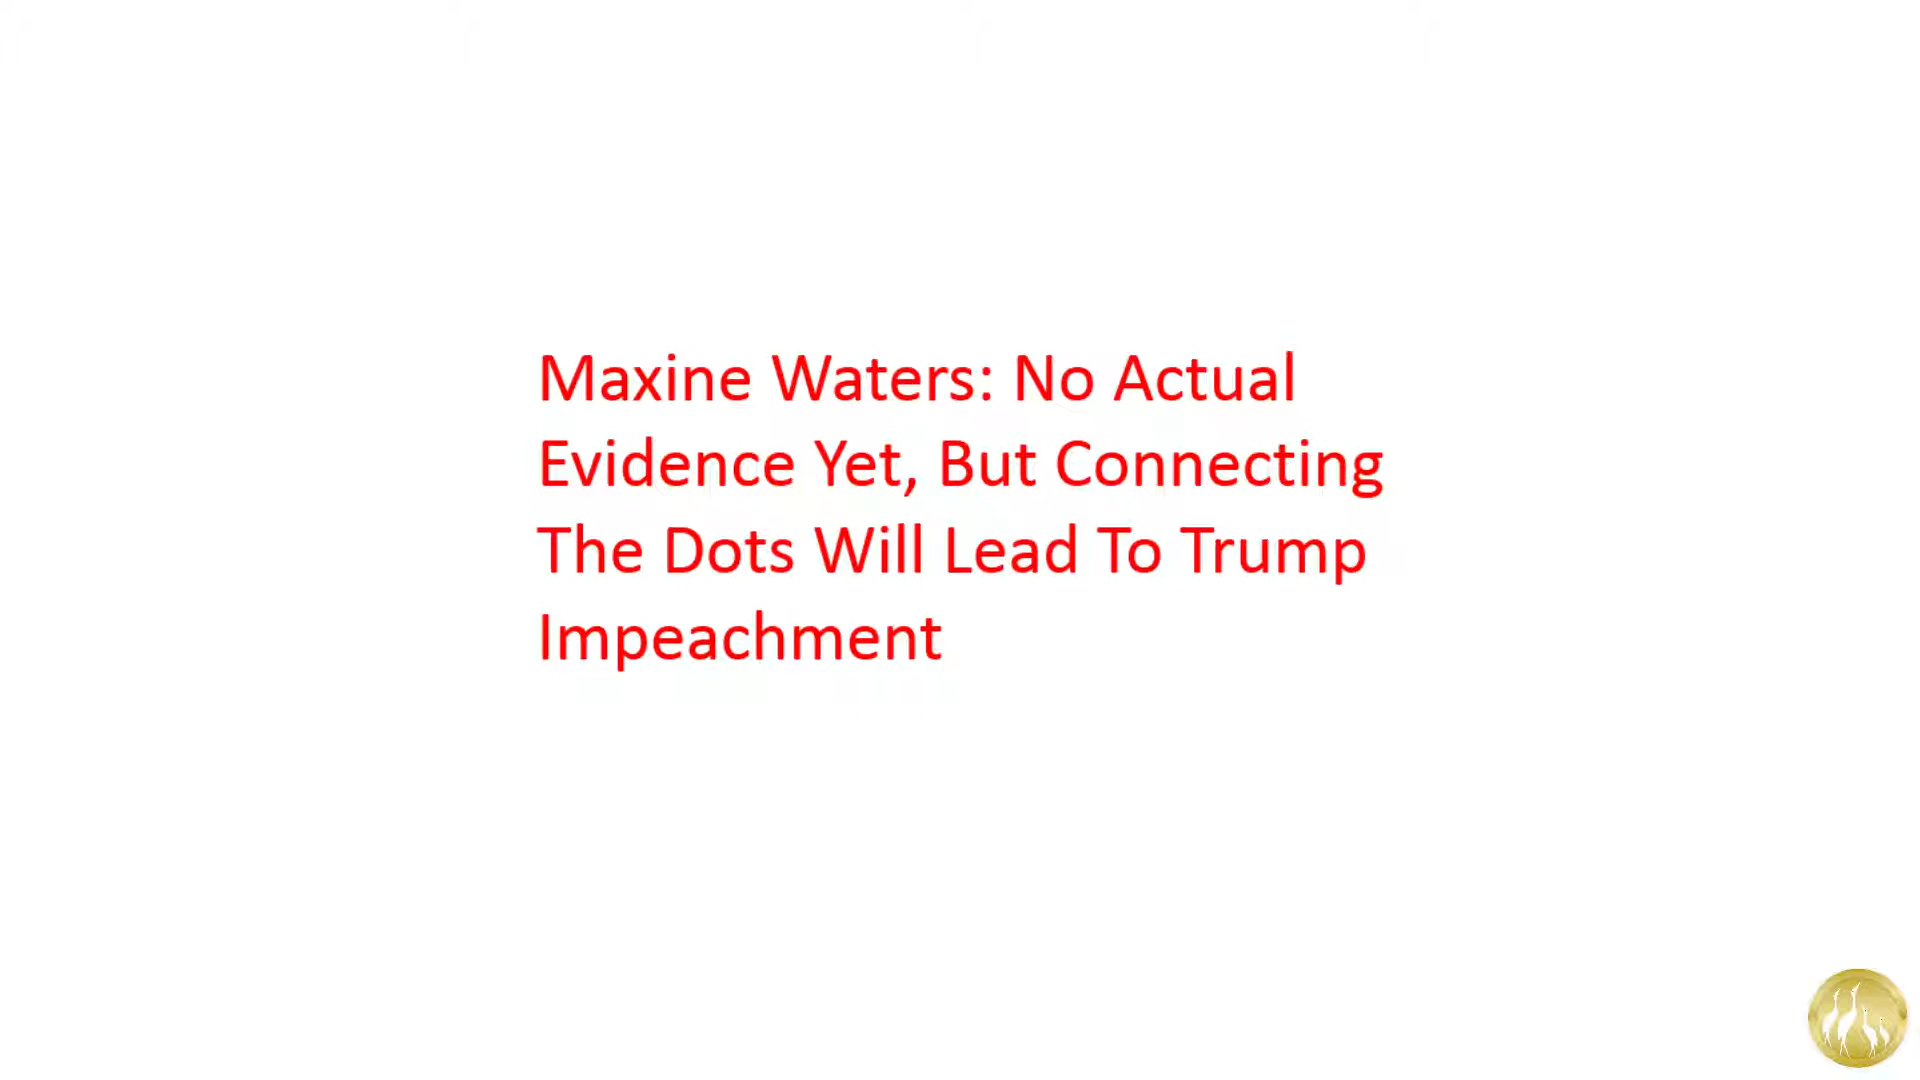 Maxine Waters: No Actual
Evidence Yet, But Connecting
The Dots Will Lead To Trump
Impeachment